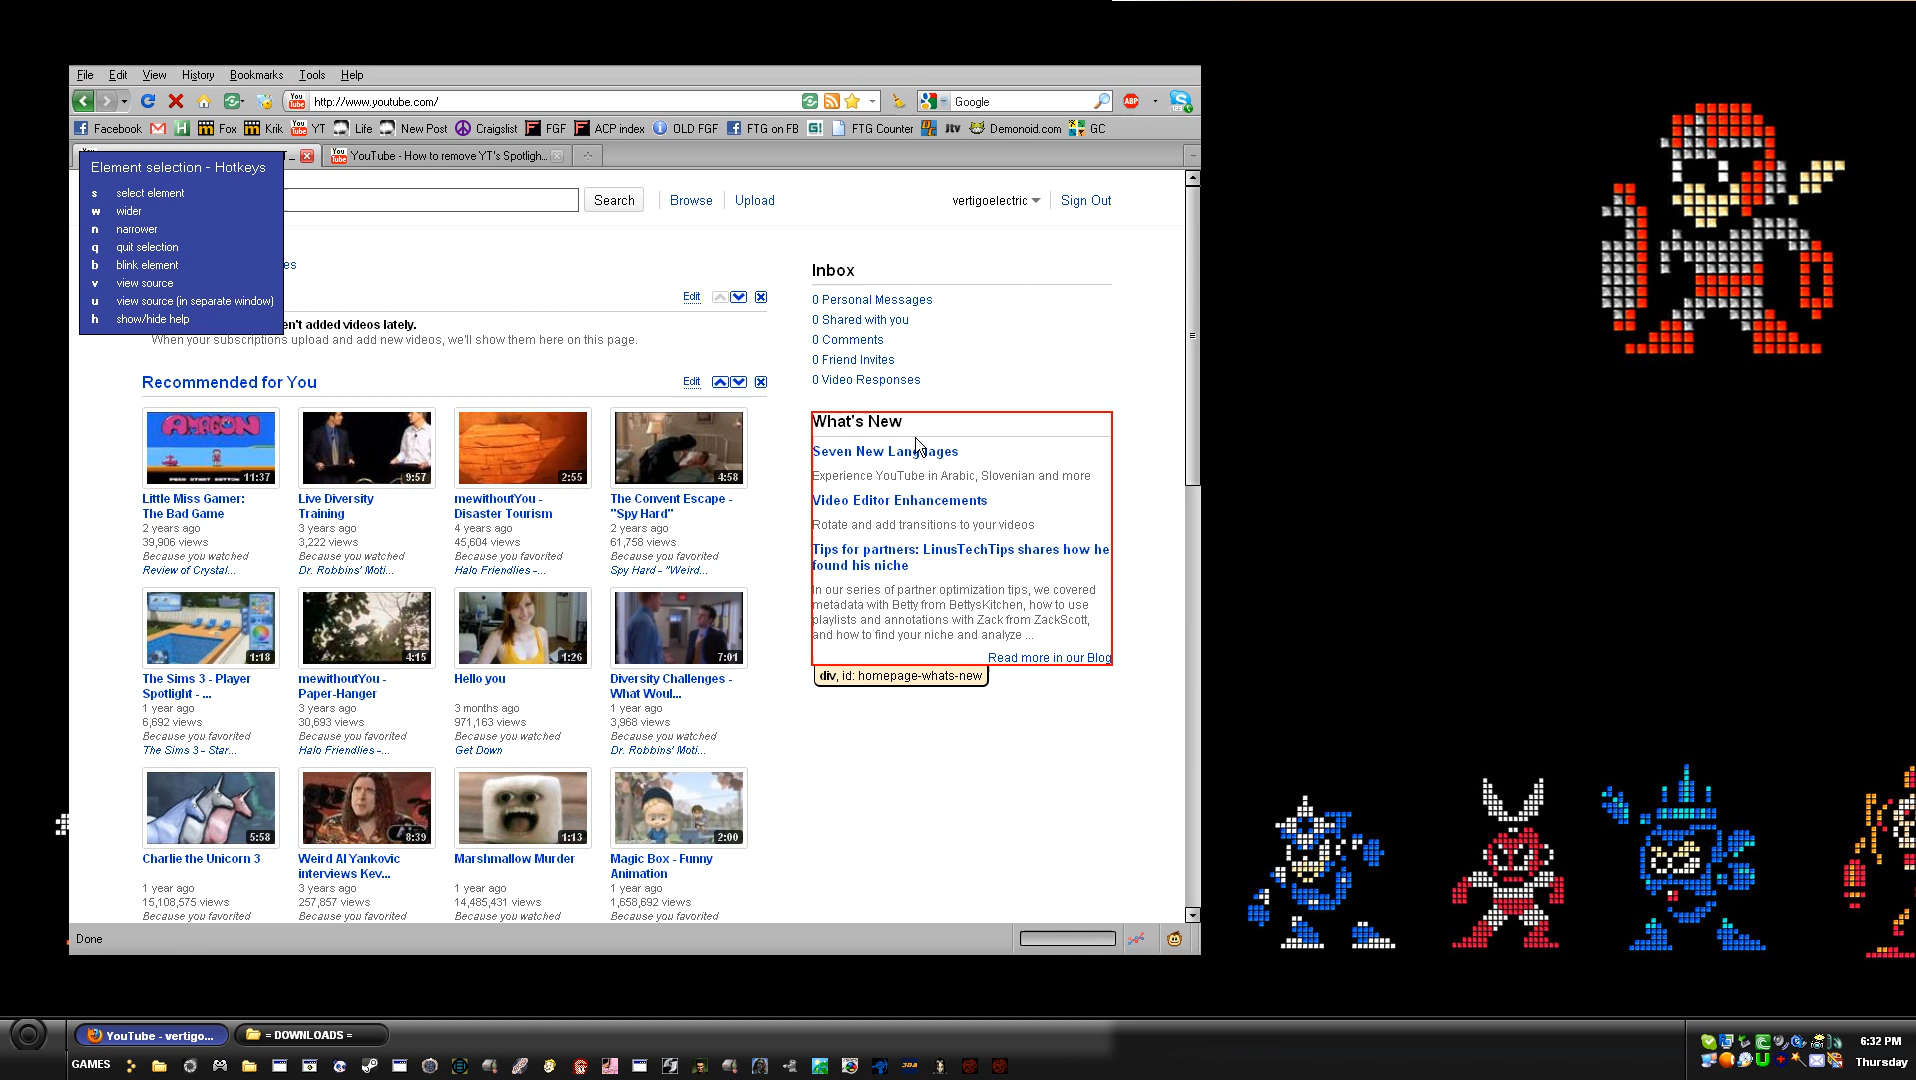 File Edit View History Bookmarks Tools Help
You Tube http://www.youtube.com/ Google ABP
Facebook Fox Krik You Tube YT Life New Post Craigslist FGF ACP index OLD FGF FTG on FB G! FTG Counter Jtv Demonoid.com GC
You Tube YouTube - How to remove YT's Spotligh...
Element selection - Hotkeys
s select element
w wider
n narrower
q quit selection
b blink element
v view source
u view source (in separate window)
h show/hide help
Search Browse Upload vertigoelectric Sign Out
es
Edit
en't added videos lately.
When your subscriptions upload and add new videos, we'll show them here on this page.
Recommended for You Edit
AMAGON
PUSH START BUTTON
11:37 9:57 2:55 4:58
Little Miss Gamer: The Bad Game
2 years ago
39,906 views
Because you watched
Review of Crystal...
Live Diversity Training
3 years ago
3,222 views
Because you watched
Dr. Robbins' Moti...
mewithoutYou - Disaster Tourism
4 years ago
45,604 views
Because you favorited
Halo Friendlies -...
The Convent Escape - "Spy Hard"
2 years ago
61,758 views
Because you favorited
Spy Hard - "Weird...
1:18 4:15 1:26 7:01
The Sims 3 - Player Spotlight - ...
1 year ago
6,692 views
Because you favorited
The Sims 3 - Star...
mewithoutYou - Paper-Hanger
3 years ago
30,693 views
Because you favorited
Halo Friendlies -...
Hello you
3 months ago
971,163 views
Because you watched
Get Down
Diversity Challenges - What Woul...
1 year ago
3,968 views
Because you watched
Dr. Robbins' Moti...
5:58 8:39 1:13 2:00
Charlie the Unicorn 3
1 year ago
15,108,575 views
Because you favorited
Weird Al Yankovic interviews Kev...
3 years ago
257,857 views
Because you favorited
Marshmallow Murder
1 year ago
14,485,431 views
Because you watched
Magic Box - Funny Animation
1 year ago
1,658,692 views
Because you favorited
Inbox
0 Personal Messages
0 Shared with you
0 Comments
0 Friend Invites
0 Video Responses
What's New
Seven New Languages
Experience YouTube in Arabic, Slovenian and more
Video Editor Enhancements
Rotate and add transitions to your videos
Tips for partners: LinusTechTips shares how he
found his niche
In our series of partner optimization tips, we covered
metadata with Betty from BettysKitchen, how to use
playlists and annotations with Zack from ZackScott,
and how to find your niche and analyze ...
Read more in our Blog
div, id: homepage-whats-new
Done
YouTube - vertigo... = DOWNLOADS =
GAMES
6:32 PM
Thursday